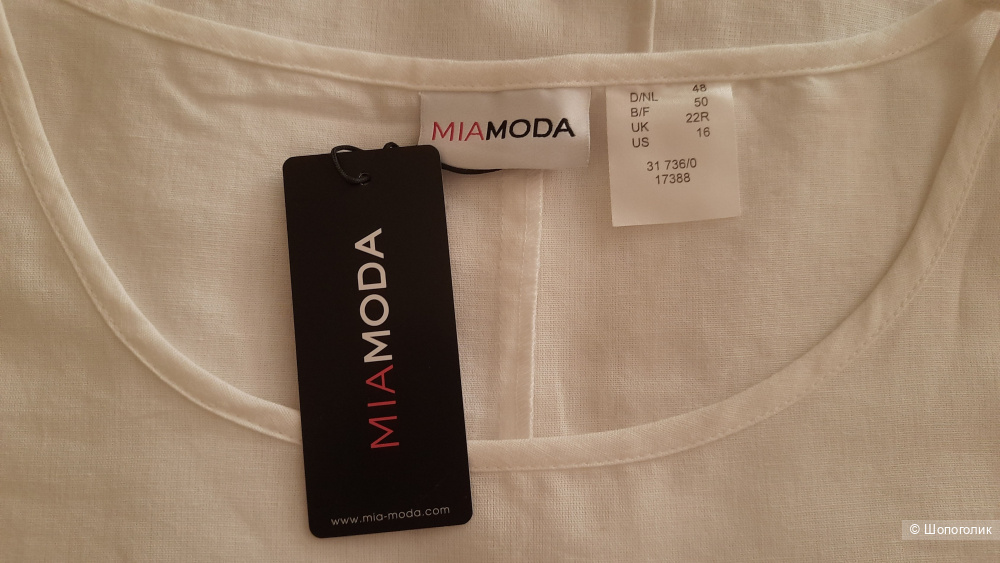 MIAMODA
D/NL 48
B/F 50
UK 22R
US 16
31 736/0
17388
MIAMODA
www.mia-moda.com
© Шопоголик